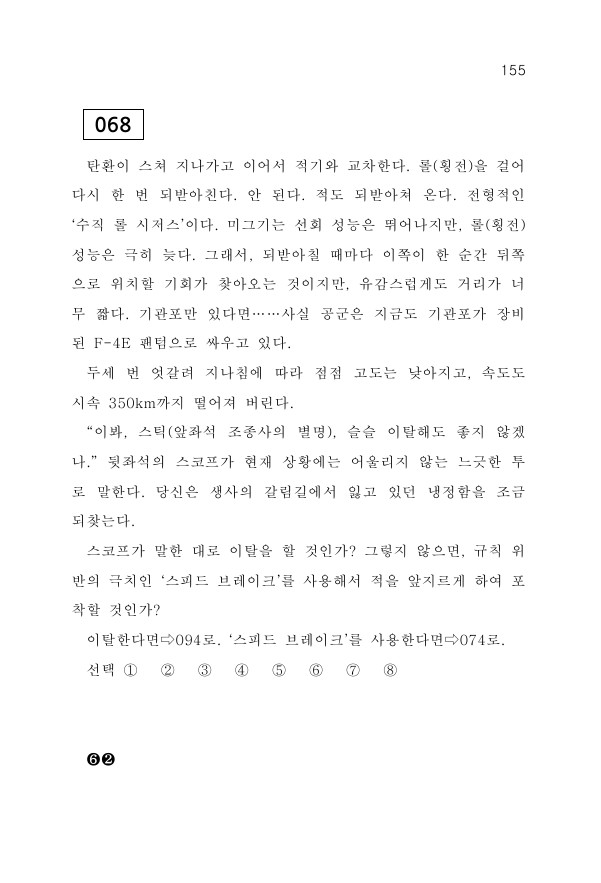 155
068
탄환이 스쳐 지나가고 이어서 적기와 교차한다. 롤(횡전)을 걸어
다시 한 번 되받아친다. 안 된다. 적도 되받아쳐 온다. 전형적인
‘수직 롤 시저스’이다. 미그기는 선회 성능은 뛰어나지만, 롤(횡전)
성능은 극히 늦다. 그래서, 되받아칠 때마다 이쪽이 한 순간 뒤쪽
으로 위치할 기회가 찾아오는 것이지만, 유감스럽게도 거리가 너
무 짧다. 기관포만 있다면……사실 공군은 지금도 기관포가 장비
된 F-4E 팬텀으로 싸우고 있다.
두세 번 엇갈려 지나침에 따라 점점 고도는 낮아지고, 속도도
시속 350km까지 떨어져 버린다.
“이봐, 스틱(앞좌석 조종사의 별명), 슬슬 이탈해도 좋지 않겠
나.” 뒷좌석의 스코프가 현재 상황에는 어울리지 않는 느긋한 투
로 말한다. 당신은 생사의 갈림길에서 잃고 있던 냉정함을 조금
되찾는다.
스코프가 말한 대로 이탈을 할 것인가? 그렇지 않으면, 규칙 위
반의 극치인 ‘스피드 브레이크’를 사용해서 적을 앞지르게 하여 포
착할 것인가?
이탈한다면⇨094로. ‘스피드 브레이크’를 사용한다면⇨074로.
선택 ① ② ③ ④ ⑤ ⑥ ⑦ ⑧
❻❷